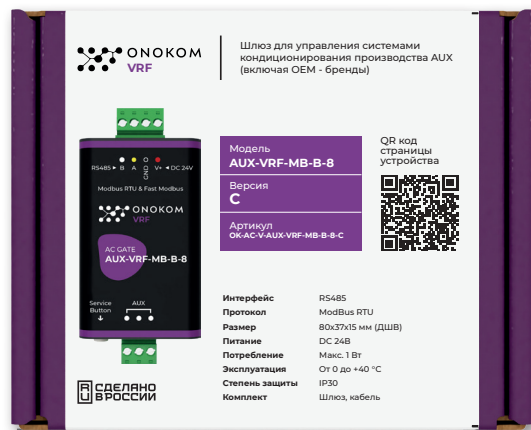 ONOKOM
VRF
Шлюз для управления системами
кондиционирования производства AUX
(включая OEM - бренды)
RS485 ► B A GND V+ ◄ DC 24V
Modbus RTU & Fast Modbus
ONOKOM
VRF
AC GATE
AUX-VRF-MB-B-8
Service
Button
AUX
Модель
AUX-VRF-MB-B-8
Версия
C
Артикул
OK-AC-V-AUX-VRF-MB-B-8-C
QR код
страницы
устройства
Интерфейс RS485
Протокол ModBus RTU
Размер 80x37x15 мм (ДШВ)
Питание DC 24В
Потребление Макс. 1 Вт
Эксплуатация От 0 до +40 °C
Степень защиты IP30
Комплект Шлюз, кабель
СДЕЛАНО
В РОССИИ